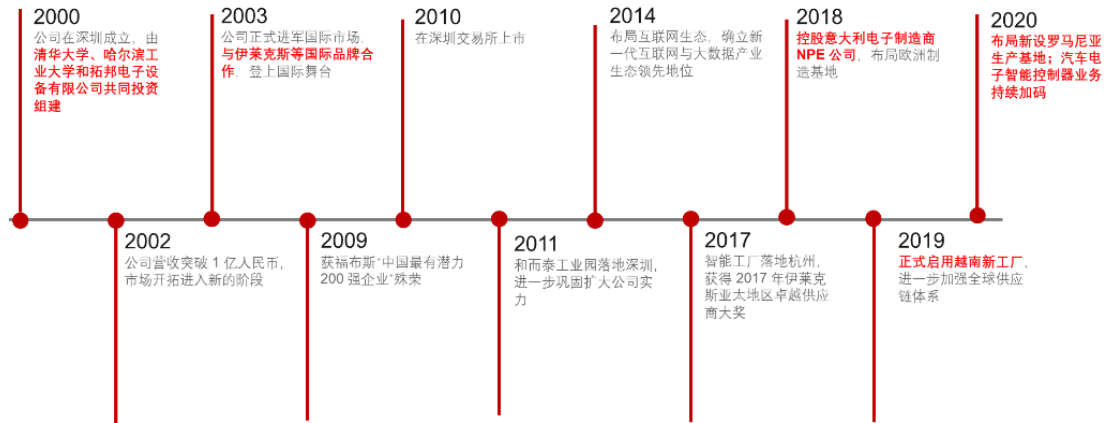 2000
公司在深圳成立，由
清华大学、哈尔滨工
业大学和拓邦电子设
备有限公司共同投资
组建
2003
公司正式进军国际市场，
与伊莱克斯等国际品牌合
作，登上国际舞台
2010
在深圳交易所上市
2014
布局互联网生态，确立新
一代互联网与大数据产业
生态领先地位
2018
控股意大利电子制造商
NPE 公司，布局欧洲制
造基地
2020
布局新设罗马尼亚
生产基地；汽车电
子智能控制器业务
持续加码
2002
公司营收突破 1 亿人民币，
市场开拓进入新的阶段
2009
获福布斯“中国最有潜力
200 强企业”殊荣
2011
和而泰工业园落地深圳，
进一步巩固扩大公司实
力
2017
智能工厂落地杭州，
获得 2017 年伊莱克
斯亚太地区卓越供应
商大奖
2019
正式启用越南新工厂，
进一步加强全球供应
链体系